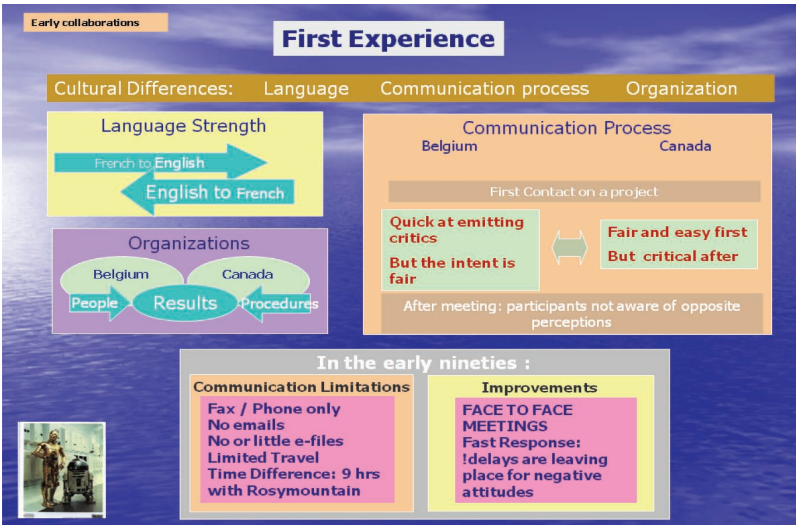 Early collaborations
First Experience
Cultural Differences: Language Communication process Organization
Language Strength
French to English
English to French
Organizations
Belgium Canada
People Results Procedures
Communication Process
Belgium Canada
First Contact on a project
Quick at emitting
critics
But the intent is
fair
Fair and easy first
But critical after
After meeting: participants not aware of opposite
perceptions
In the early nineties :
Communication Limitations
Fax / Phone only
No emails
No or little e-files
Limited Travel
Time Difference: 9 hrs
with Rosymountain
Improvements
FACE TO FACE
MEETINGS
Fast Response:
!delays are leaving
place for negative
attitudes